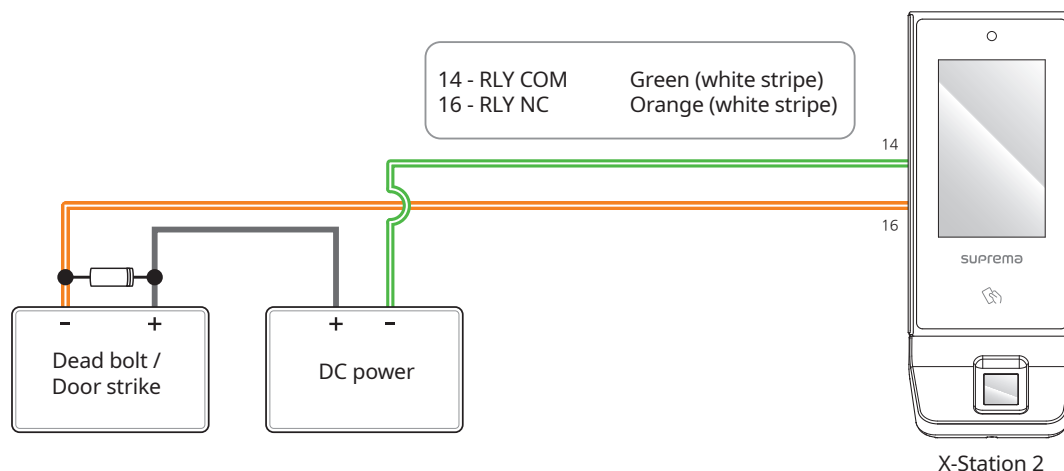 14 - RLY COM Green (white stripe)
16 - RLY NC Orange (white stripe)
14
16
suprema
- +
Dead bolt /
Door strike
+ -
DC power
X-Station 2